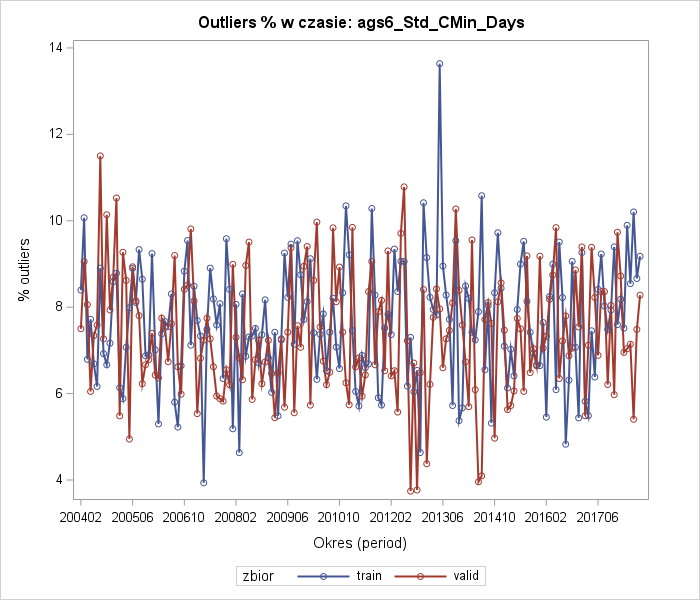 Outliers % w czasie: ags6_Std_CMin_Days
14
12
10
8
6
4
% outliers
200402 200506 200610 200802 200906 201010 201202 201306 201410 201602 201706
Okres (period)
zbior train valid